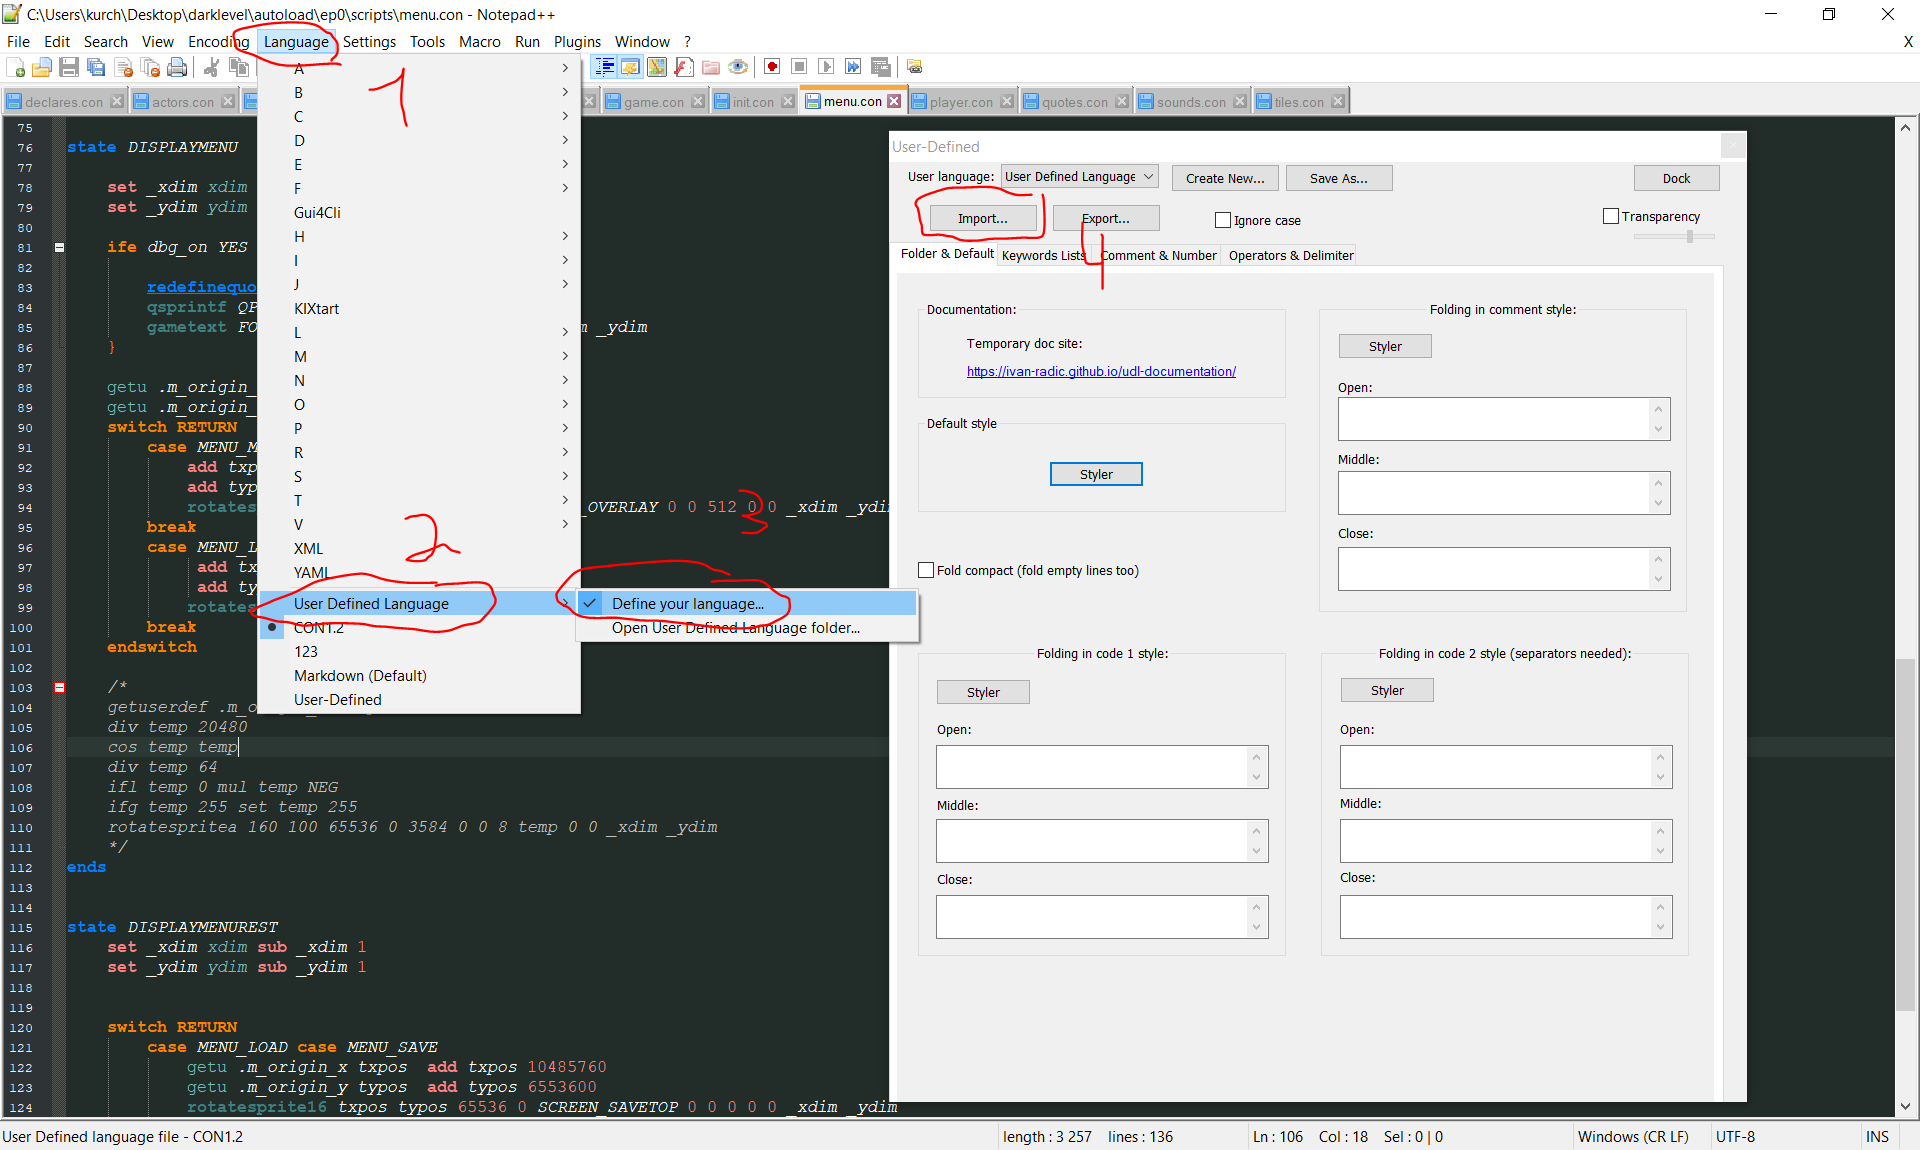 C:\Users\kurch\Desktop\darklevel\autoload\ep0\scripts\menu.con - Notepad++
File Edit Search View Encoding Language Settings Tools Macro Run Plugins Window ? X
declares.con actors.con game.con init.con menu.con player.con quotes.con sounds.con tiles.con
A
B
C
D
E
F
Gui4Cli
H
I
J
KIXtart
L
M
N
O
P
R
S
T
V
XML
YAML
User Defined Language
CON1.2
123
Markdown (Default)
User-Defined
Define your language...
Open User Defined Language folder...
1
2
3
4
75
76 state DISPLAYMENU
77
78 set _xdim xdim
79 set _ydim ydim
80
81 ife dbg_on YES
82
83 redefinequo
84 qsprintf QP
85 gametext FO _ydim
86 }
87
88 getu .m_origin_
89 getu .m_origin_
90 switch RETURN
91 case MENU_M
92 add txpo
93 add typ
94 rotates _OVERLAY 0 0 512 0 0 _xdim _ydi
95 break
96 case MENU_L
97 add tx
98 add ty
99 rotates
100 break
101 endswitch
102
103 /*
104 getuserdef .m_o
105 div temp 20480
106 cos temp temp
107 div temp 64
108 ifl temp 0 mul temp NEG
109 ifg temp 255 set temp 255
110 rotatespritea 160 100 65536 0 3584 0 0 8 temp 0 0 _xdim _ydim
111 */
112 ends
113
114
115 state DISPLAYMENUREST
116 set _xdim xdim sub _xdim 1
117 set _ydim ydim sub _ydim 1
118
119
120 switch RETURN
121 case MENU_LOAD case MENU_SAVE
122 getu .m_origin_x txpos add txpos 10485760
123 getu .m_origin_y typos add typos 6553600
124 rotatesprite16 txpos typos 65536 0 SCREEN_SAVETOP 0 0 0 0 0 _xdim _ydim
User-Defined
User language: User Defined Language Create New... Save As... Dock
Import... Export... Ignore case Transparency
Folder & Default Keywords Lists Comment & Number Operators & Delimiter
Documentation:
Temporary doc site:
https://ivan-radic.github.io/udl-documentation/
Default style
Styler
Fold compact (fold empty lines too)
Folding in comment style:
Styler
Open:
Middle:
Close:
Folding in code 1 style:
Styler
Open:
Middle:
Close:
Folding in code 2 style (separators needed):
Styler
Open:
Middle:
Close:
User Defined language file - CON1.2 length : 3 257 lines : 136 Ln : 106 Col : 18 Sel : 0 | 0 Windows (CR LF) UTF-8 INS